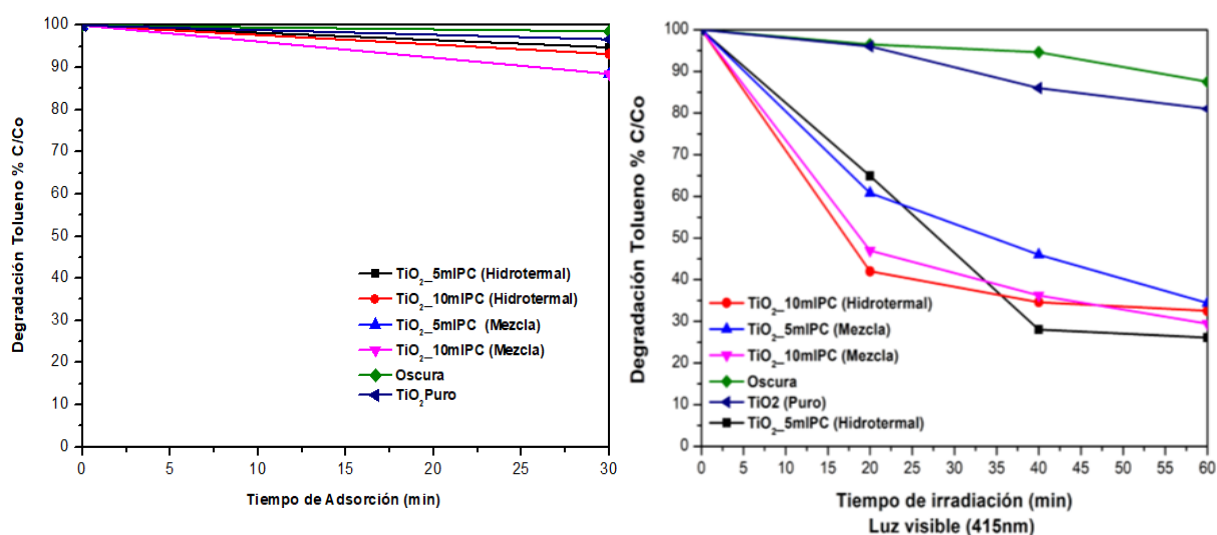 Degradación Tolueno % C/Co
100
90
80
70
60
50
40
30
20
10
0
TiO2_5mlPC (Hidrotermal)
TiO2_10mlPC (Hidrotermal)
TiO2_5mlPC (Mezcla)
TiO2_10mlPC (Mezcla)
Oscura
TiO2Puro
0 5 10 15 20 25 30
Tiempo de Adsorción (min)
Degradación Tolueno % C/Co
100
90
80
70
60
50
40
30
20
10
0
TiO2_10mlPC (Hidrotermal)
TiO2_5mlPC (Mezcla)
TiO2_10mlPC (Mezcla)
Oscura
TiO2 (Puro)
TiO2_5mlPC (Hidrotermal)
0 5 10 15 20 25 30 35 40 45 50 55 60
Tiempo de irradiación (min)
Luz visible (415nm)